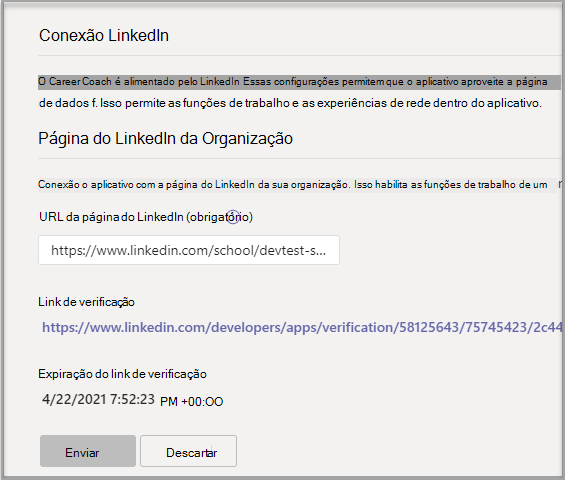 Conexão LinkedIn
O Career Coach é alimentado pelo LinkedIn Essas configurações permitem que o aplicativo aproveite a página
de dados f. Isso permite as funções de trabalho e as experiências de rede dentro do aplicativo.
Página do LinkedIn da Organização
Conexão o aplicativo com a página do LinkedIn da sua organização. Isso habilita as funções de trabalho de um
URL da página do LinkedIn (obrigatório)
https://www.linkedin.com/school/devtest-s...
Link de verificação
https://www.linkedin.com/developers/apps/verification/58125643/75745423/2c44
Expiração do link de verificação
4/22/2021 7:52:23 PM +00:OO
Enviar Descartar